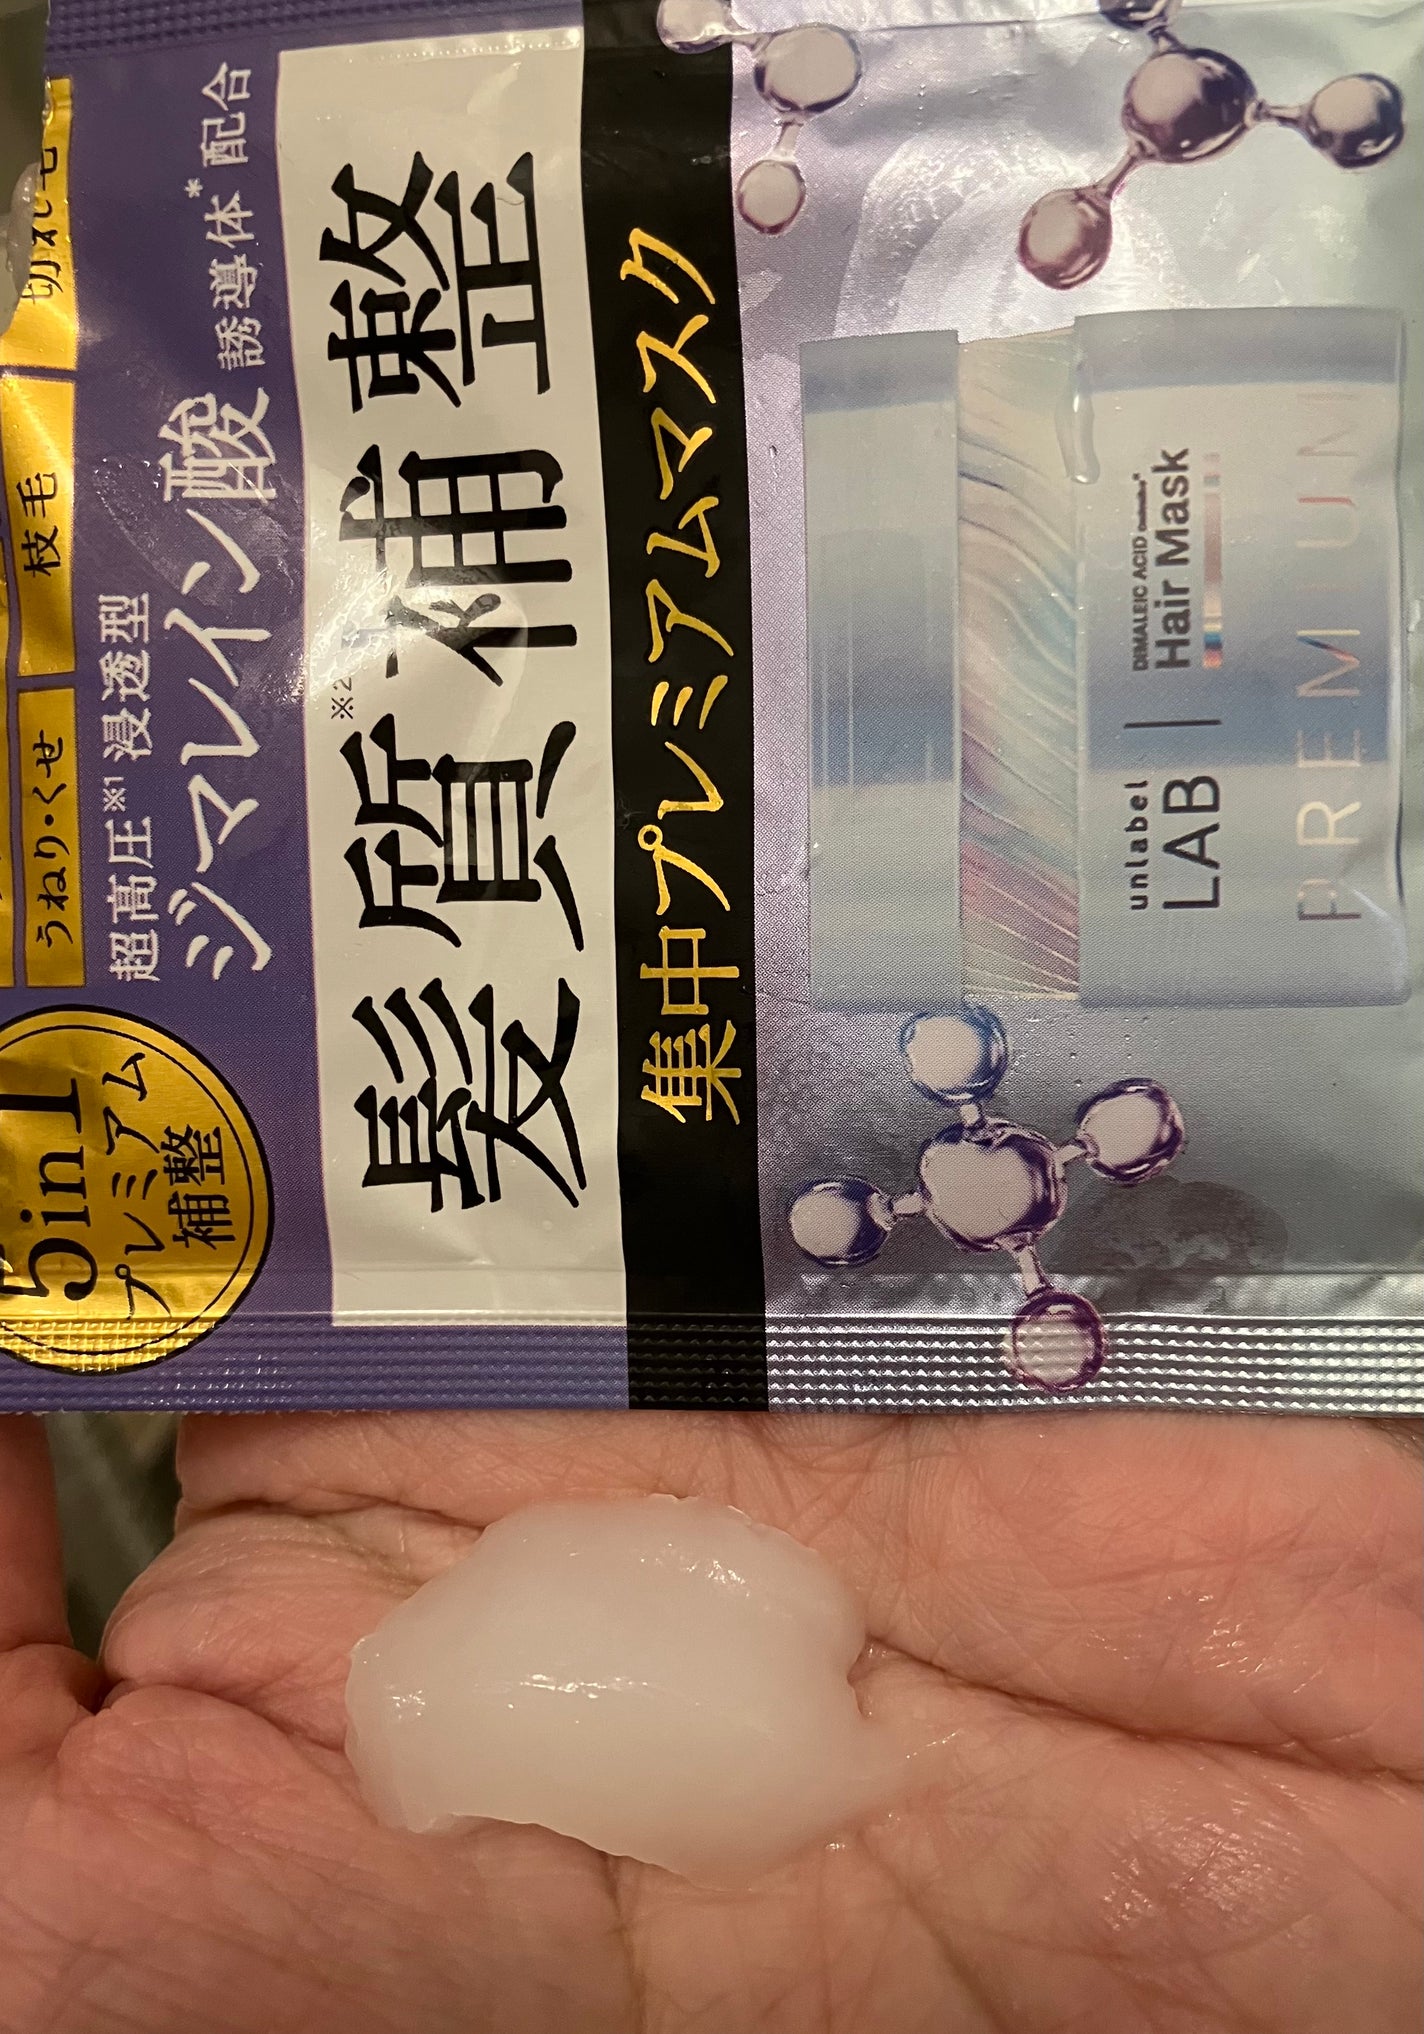 5in1
プレミアム
補整
うねり・くせ
枝毛
切れ毛
超高圧※1浸透型
ジマレイン酸誘導体*配合
髪質補整※2
集中プレミアムマスク
unlabel
LAB
DIMALEIC ACID
Hair Mask
PREMIUM